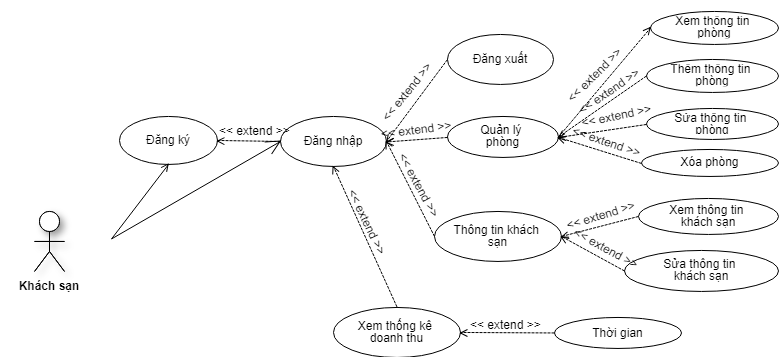 Xem thông tin
phòng
Đăng xuất
<< extend >>
<< extend >>
Thêm thông tin
phòng
<< extend >>
Sửa thông tin
phòng
<< extend >>
Đăng ký
<< extend >>
Đăng nhập
<< extend >>
Quản lý
phòng
<< extend >>
Xóa phòng
<< extend >>
<< extend >>
Thông tin khách
sạn
<< extend >>
Xem thông tin
khách sạn
<< extend >>
Sửa thông tin
khách sạn
Khách sạn
Xem thống kê
doanh thu
<< extend >>
Thời gian